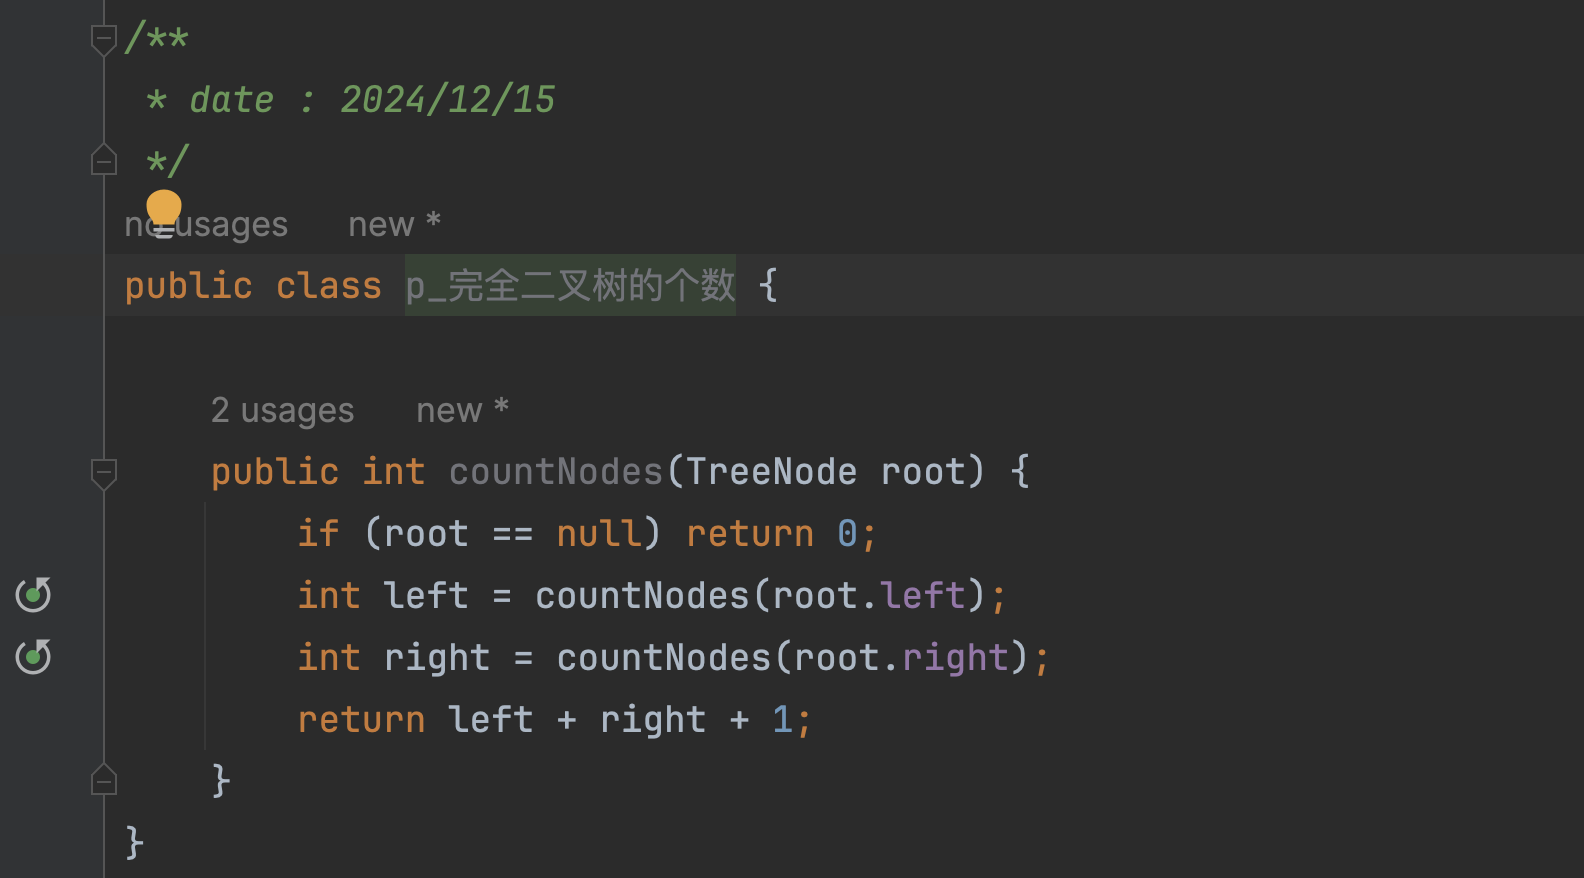 /**
 * date : 2024/12/15
 */
no usages   new *
public class p_完全二叉树的个数 {
    2 usages   new *
    public int countNodes(TreeNode root) {
        if (root == null) return 0;
        int left = countNodes(root.left);
        int right = countNodes(root.right);
        return left + right + 1;
    }
}